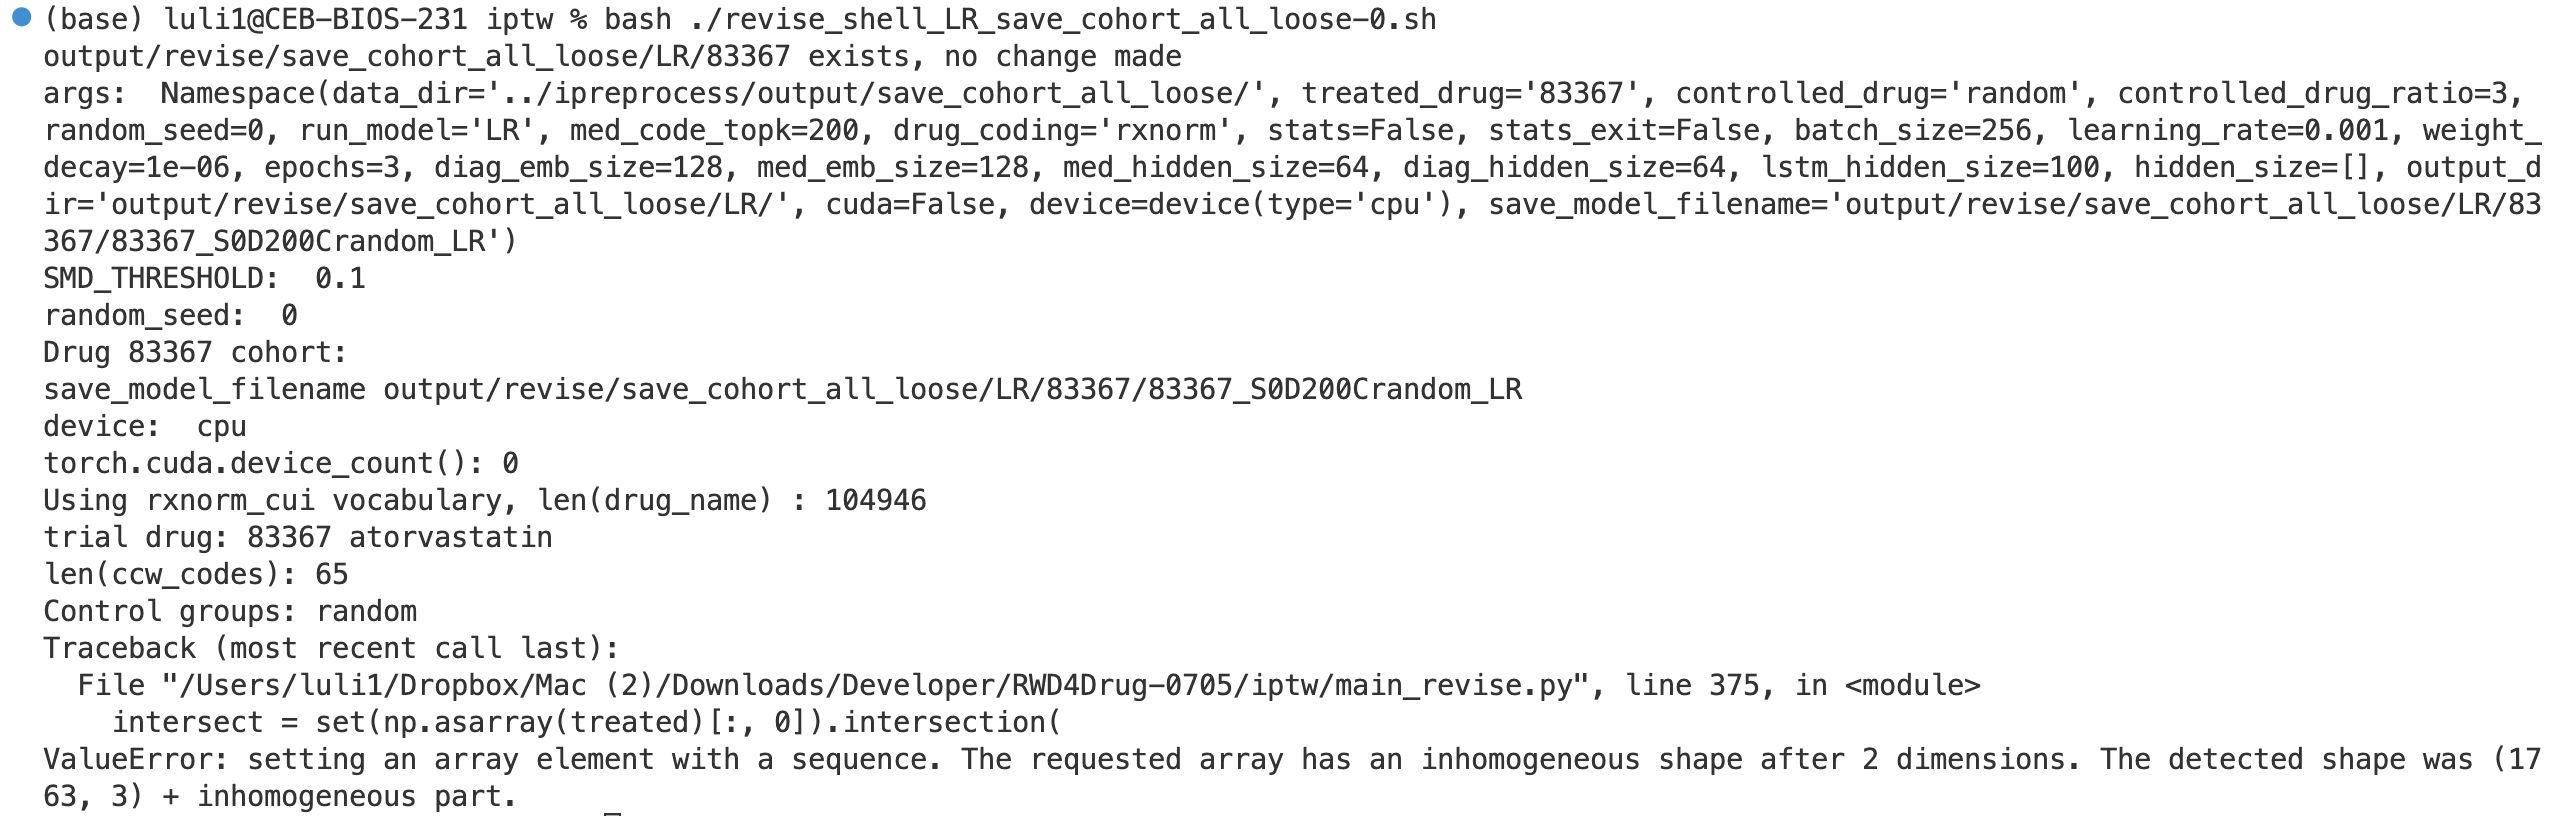 (base) luli1@CEB-BIOS-231 iptw % bash ./revise_shell_LR_save_cohort_all_loose-0.sh
output/revise/save_cohort_all_loose/LR/83367 exists, no change made
args:  Namespace(data_dir='../ipreprocess/output/save_cohort_all_loose/', treated_drug='83367', controlled_drug='random', controlled_drug_ratio=3,
random_seed=0, run_model='LR', med_code_topk=200, drug_coding='rxnorm', stats=False, stats_exit=False, batch_size=256, learning_rate=0.001, weight_
decay=1e-06, epochs=3, diag_emb_size=128, med_emb_size=128, med_hidden_size=64, diag_hidden_size=64, lstm_hidden_size=100, hidden_size=[], output_d
ir='output/revise/save_cohort_all_loose/LR/', cuda=False, device=device(type='cpu'), save_model_filename='output/revise/save_cohort_all_loose/LR/83
367/83367_S0D200Crandom_LR')
SMD_THRESHOLD:  0.1
random_seed:  0
Drug 83367 cohort:
save_model_filename output/revise/save_cohort_all_loose/LR/83367/83367_S0D200Crandom_LR
device:  cpu
torch.cuda.device_count(): 0
Using rxnorm_cui vocabulary, len(drug_name) : 104946
trial drug: 83367 atorvastatin
len(ccw_codes): 65
Control groups: random
Traceback (most recent call last):
  File "/Users/luli1/Dropbox/Mac (2)/Downloads/Developer/RWD4Drug-0705/iptw/main_revise.py", line 375, in <module>
    intersect = set(np.asarray(treated)[:, 0]).intersection(
ValueError: setting an array element with a sequence. The requested array has an inhomogeneous shape after 2 dimensions. The detected shape was (17
63, 3) + inhomogeneous part.